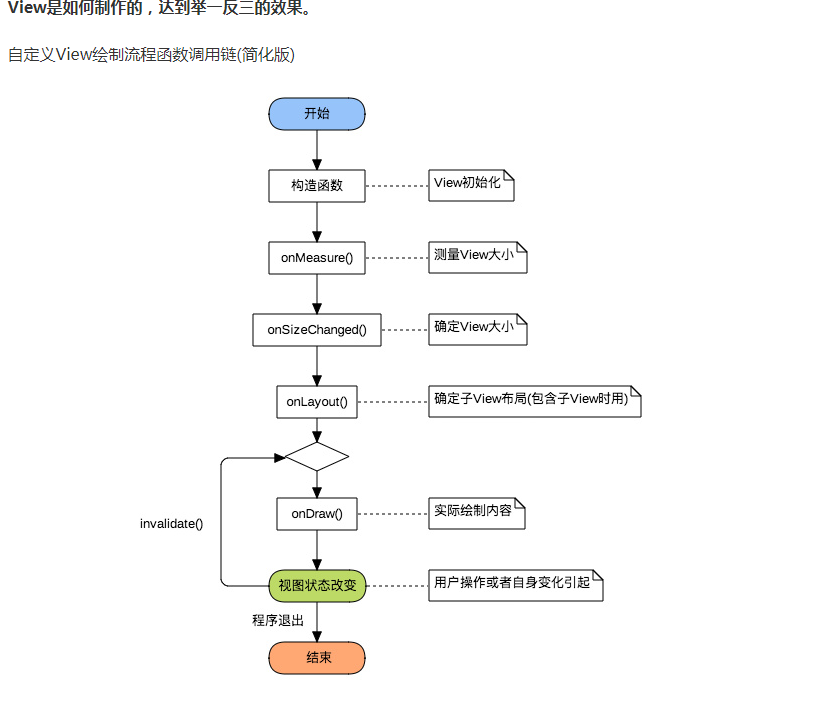 View是如何制作的，达到举一反三的效果。
自定义View绘制流程函数调用链(简化版)
开始
构造函数
View初始化
onMeasure()
测量View大小
onSizeChanged()
确定View大小
onLayout()
确定子View布局(包含子View时用)
invalidate()
onDraw()
实际绘制内容
视图状态改变
用户操作或者自身变化引起
程序退出
结束